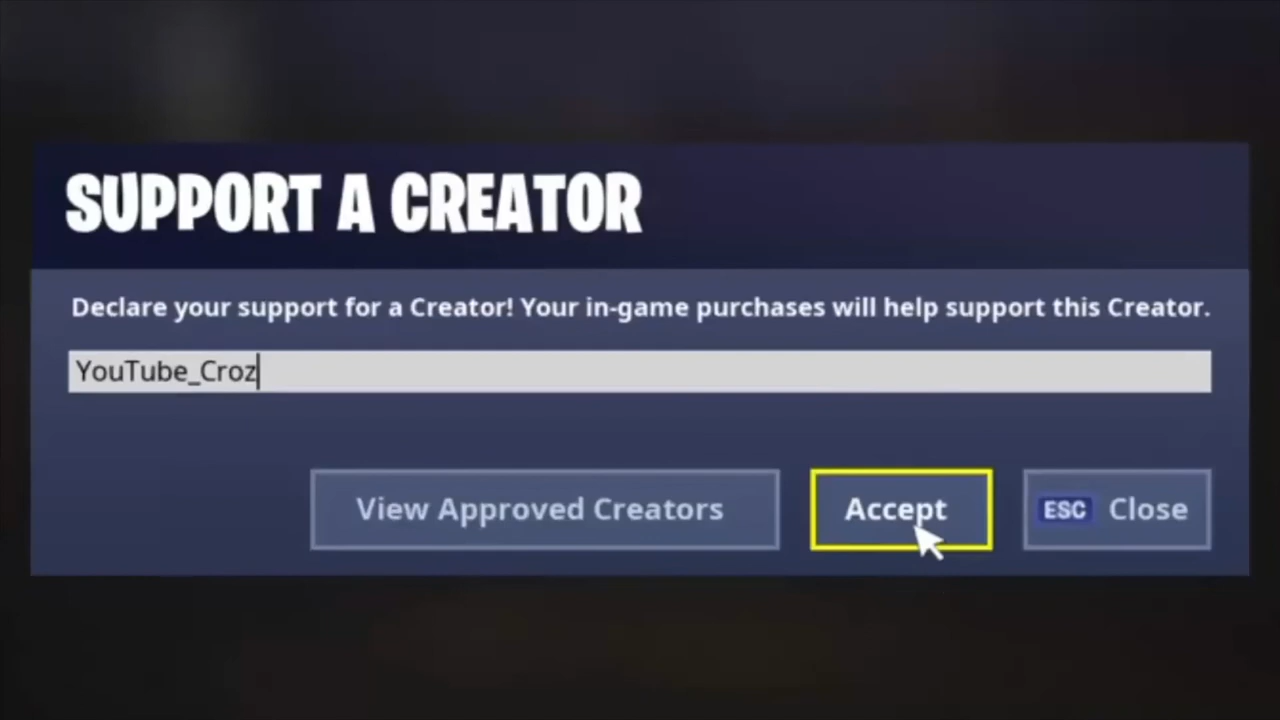 SUPPORT A CREATOR
Declare your support for a Creator! Your in-game purchases will help support this Creator.
YouTube_Croz
View Approved Creators
Accept
ESC Close